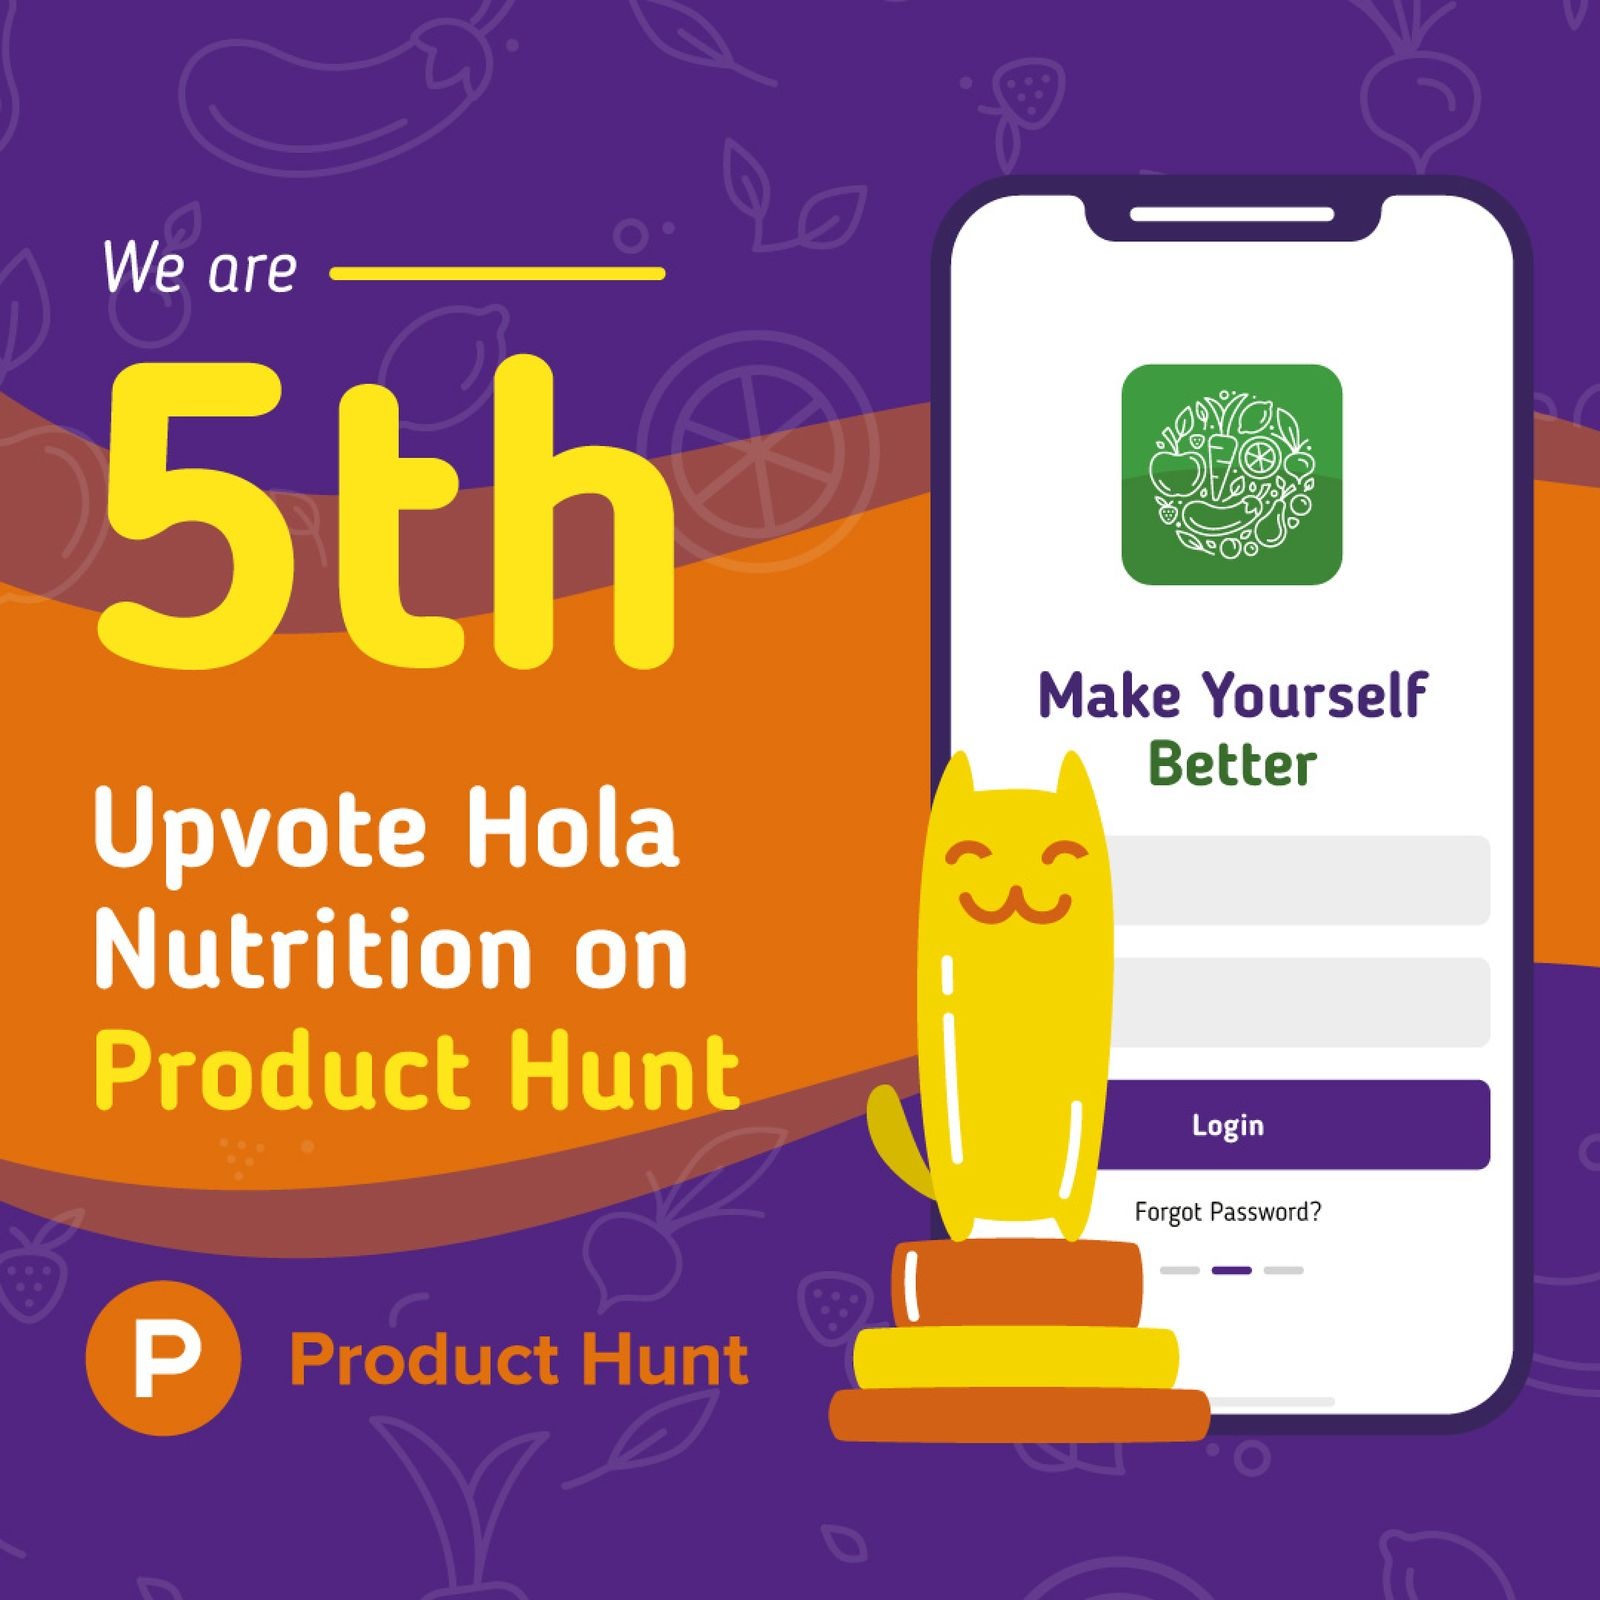 We are
5th
Upvote Hola
Nutrition on
Product Hunt
P
Product Hunt
Make Yourself
Better
Login
Forgot Password?